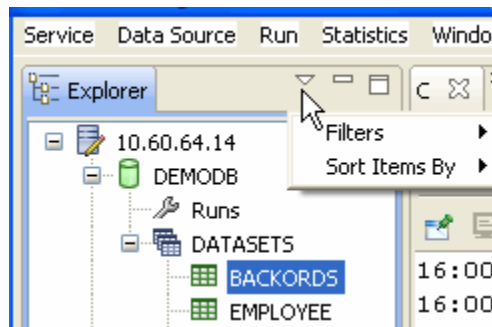 Service Data Source Run Statistics Windo
Explorer
C
Filters
Sort Items By
10.60.64.14
DEMODB
Runs
DATASETS
BACKORDS
EMPLOYEE
16:00
16:00